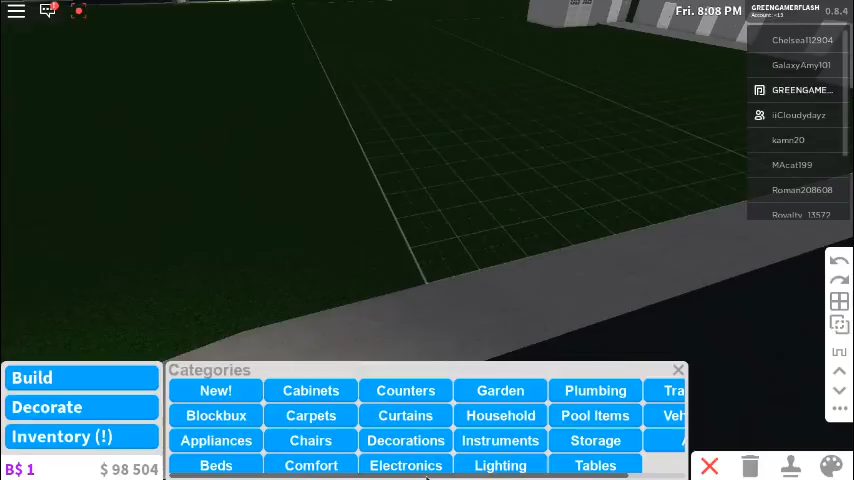 Fri. 8:08 PM
GREENGAMERFLASH
Account: <13
0.8.4
Chelsea112904
GalaxyAmy101
GREENGAME...
iiCloudydayz
kamn20
MAcat199
Roman208608
Royalty_13572
Build
Decorate
Inventory (!)
B$ 1
$ 98 504
Categories
New! Cabinets Counters Garden Plumbing Tra
Blockbux Carpets Curtains Household Pool Items Veh
Appliances Chairs Decorations Instruments Storage
Beds Comfort Electronics Lighting Tables